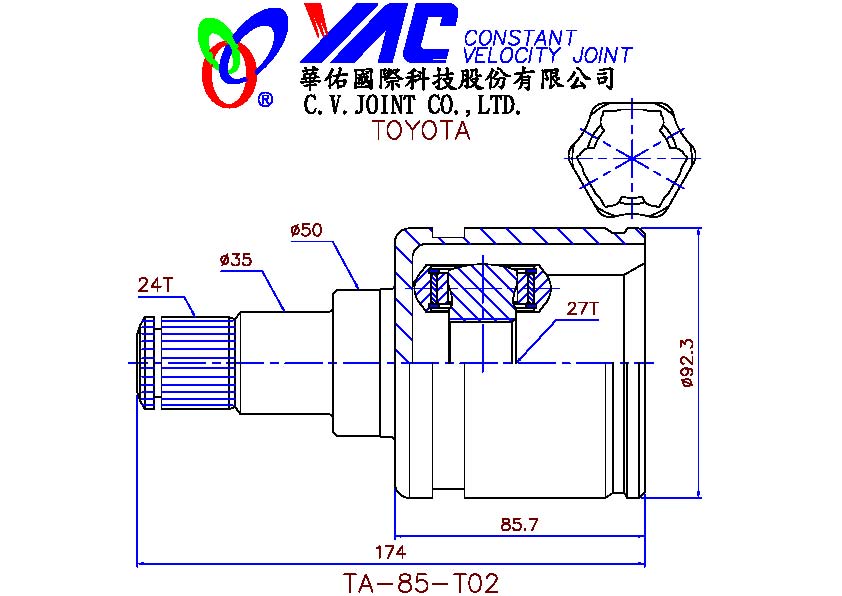 YAC CONSTANT
VELOCITY JOINT
華佑國際科技股份有限公司
®
C.V.JOINT CO.,LTD.
TOYOTA
ø50
ø35
24T
27T
ø92.3
85.7
174
TA-85-T02